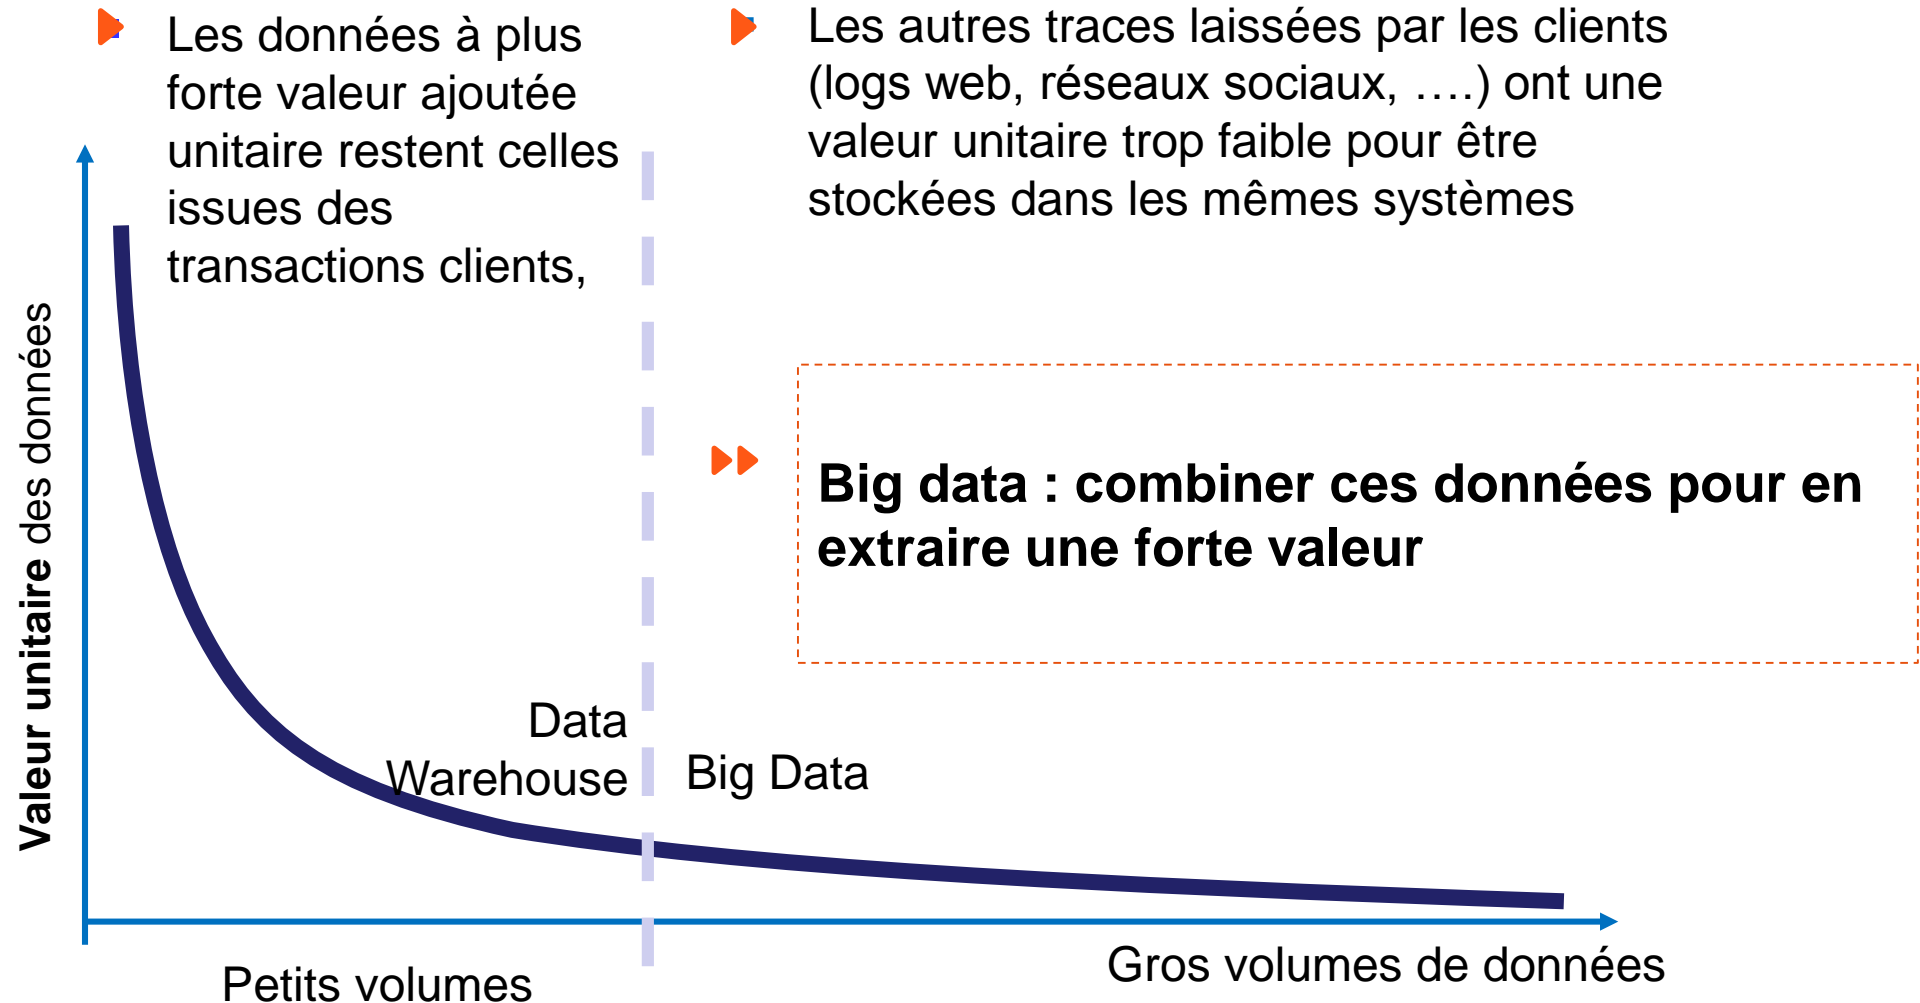 Les données à plus
forte valeur ajoutée
unitaire restent celles
issues des
transactions clients,
Les autres traces laissées par les clients
(logs web, réseaux sociaux, ….) ont une
valeur unitaire trop faible pour être
stockées dans les mêmes systèmes
Big data : combiner ces données pour en
extraire une forte valeur
Valeur unitaire des données
Data
Warehouse
Big Data
Petits volumes
Gros volumes de données